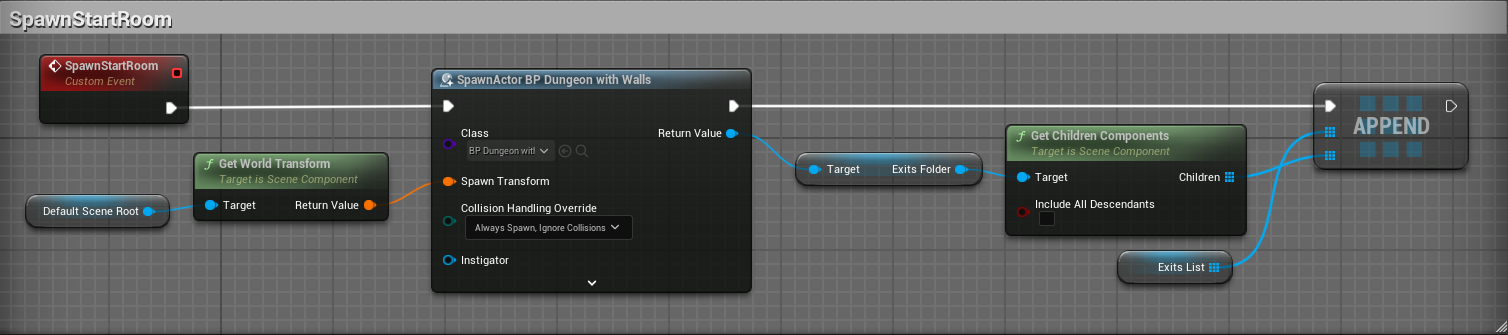 SpawnStartRoom
SpawnStartRoom
Custom Event
SpawnActor BP Dungeon with Walls
Class
BP Dungeon witl
Return Value
Spawn Transform
Collision Handling Override
Always Spawn, Ignore Collisions
Instigator
Get World Transform
Target is Scene Component
Target
Return Value
Default Scene Root
Target
Exits Folder
Get Children Components
Target is Scene Component
Target
Children
Include All Descendants
Exits List
APPEND